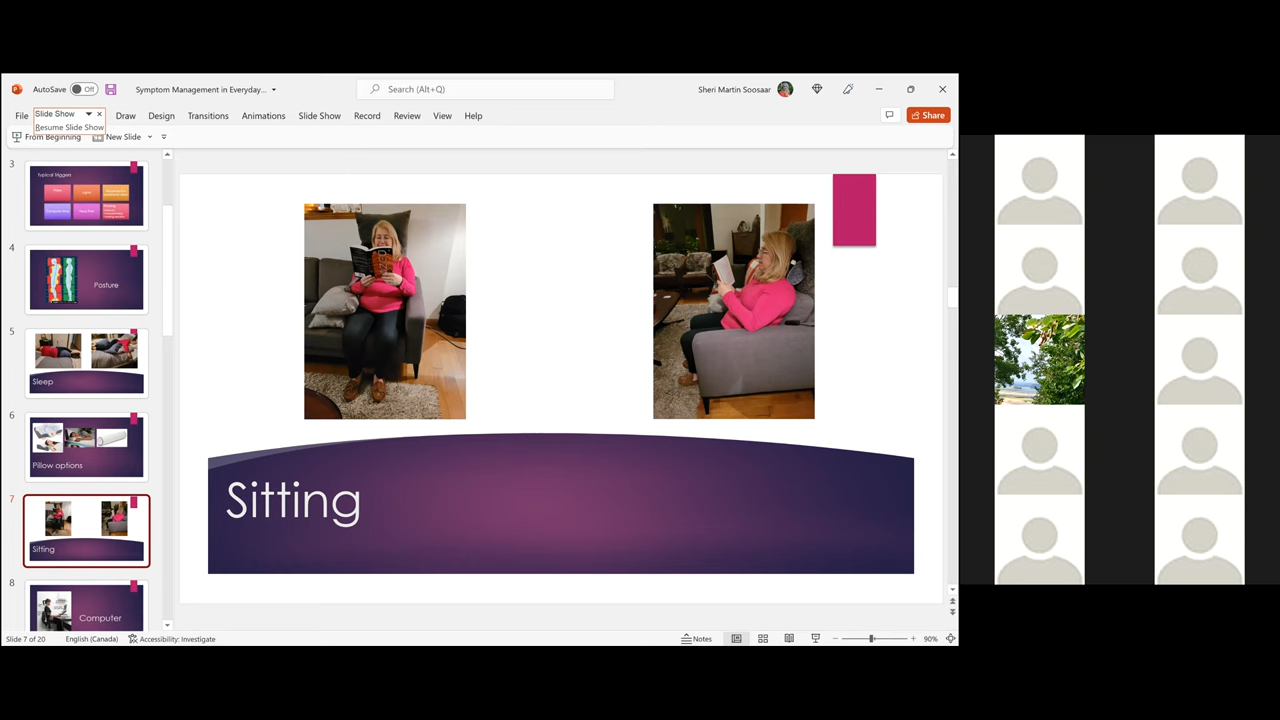 AutoSave
Off
Symptom Management in Everyday...
Search (Alt+Q)
Sheri Martin Soosaar
File
Slide Show
Resume Slide Show
Draw
Design
Transitions
Animations
Slide Show
Record
Review
View
Help
Share
From Beginning
New Slide
3
Typical triggers
4
Posture
5
Sleep
6
Pillow options
7
Sitting
8
Computer
Sitting
Slide 7 of 20
English (Canada)
Accessibility: Investigate
Notes
90%